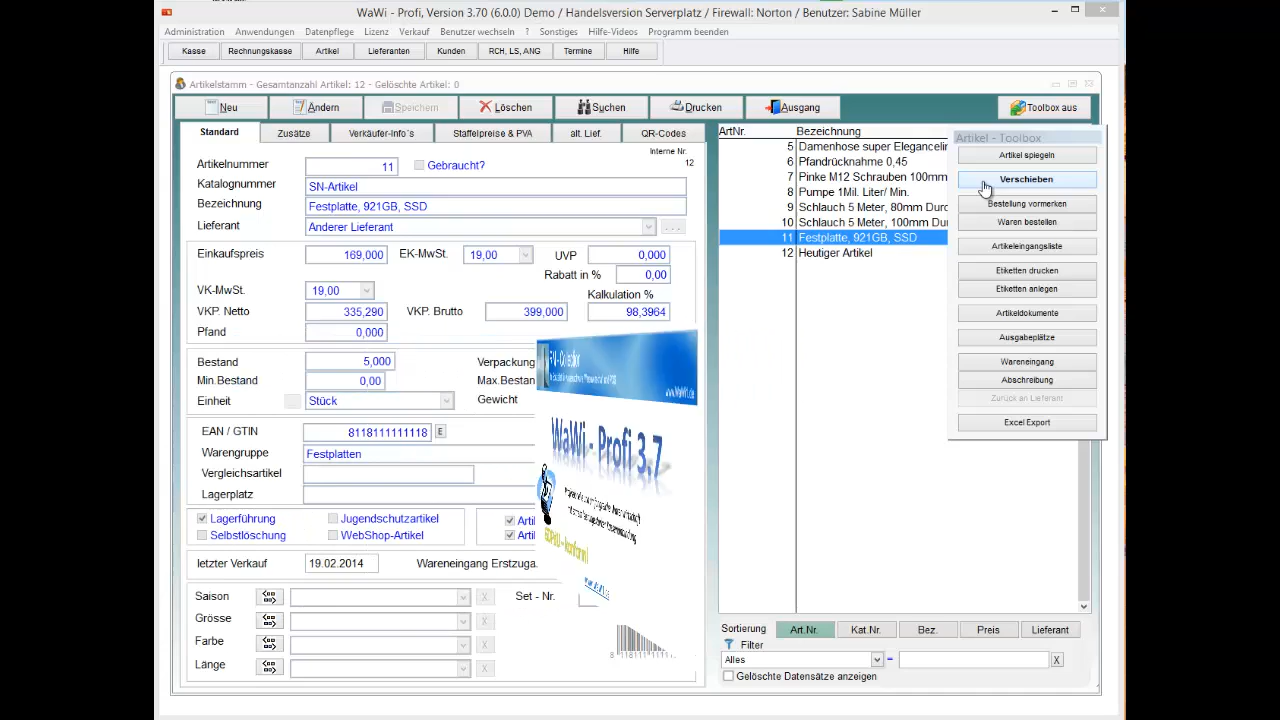 WaWi - Profi, Version 3.70 (6.0.0) Demo / Handelsversion Serverplatz / Firewall: Norton / Benutzer: Sabine Müller
Administration Anwendungen Datenpflege Lizenz Verkauf Benutzer wechseln ? Sonstiges Hilfe-Videos Programm beenden
Kasse Rechnungskasse Artikel Lieferanten Kunden RCH, LS, ANG Termine Hilfe
Artikelstamm - Gesamtanzahl Artikel: 12 - Gelöschte Artikel: 0
Neu Ändern Speichern Löschen Suchen Drucken Ausgang Toolbox aus
Standard Zusätze Verkäufer-Info´s Staffelpreise & PVA alt. Lief. QR-Codes
Interne Nr.
12
Artikelnummer 11 Gebraucht?
Katalognummer SN-Artikel
Bezeichnung Festplatte, 921GB, SSD
Lieferant Anderer Lieferant ...
Einkaufspreis 169,000 EK-MwSt. 19,00 UVP 0,000
Rabatt in % 0,00
VK-MwSt. 19,00 Kalkulation %
VKP. Netto 335,290 VKP. Brutto 399,000 98,3964
Pfand 0,000
Bestand 5,000 Verpackung
Min.Bestand 0,00 Max.Bestan
Einheit Stück Gewicht
EAN / GTIN 8118111111118 E
Warengruppe Festplatten
Vergleichsartikel
Lagerplatz
Lagerführung Jugendschutzartikel Arti
Selbstlöschung WebShop-Artikel Arti
letzter Verkauf 19.02.2014 Wareneingang Erstzuga.
Saison X Set - Nr.
Grösse X
Farbe X
Länge X
WaWi - Profi 3.7
ArtNr. Bezeichnung
5 Damenhose super Elegancelin
6 Pfandrücknahme 0,45
7 Pinke M12 Schrauben 100mm
8 Pumpe 1Mil. Liter/ Min.
9 Schlauch 5 Meter, 80mm Durc
10 Schlauch 5 Meter, 100mm Du
11 Festplatte, 921GB, SSD
12 Heutiger Artikel
Artikel - Toolbox
Artikel spiegeln
Verschieben
Bestellung vormerken
Waren bestellen
Artikeleingangsliste
Etiketten drucken
Etiketten anlegen
Artikeldokumente
Ausgabeplätze
Wareneingang
Abschreibung
Zurück an Lieferant
Excel Export
Sortierung Art.Nr. Kat.Nr. Bez. Preis Lieferant
Filter
Alles = X
Gelöschte Datensätze anzeigen